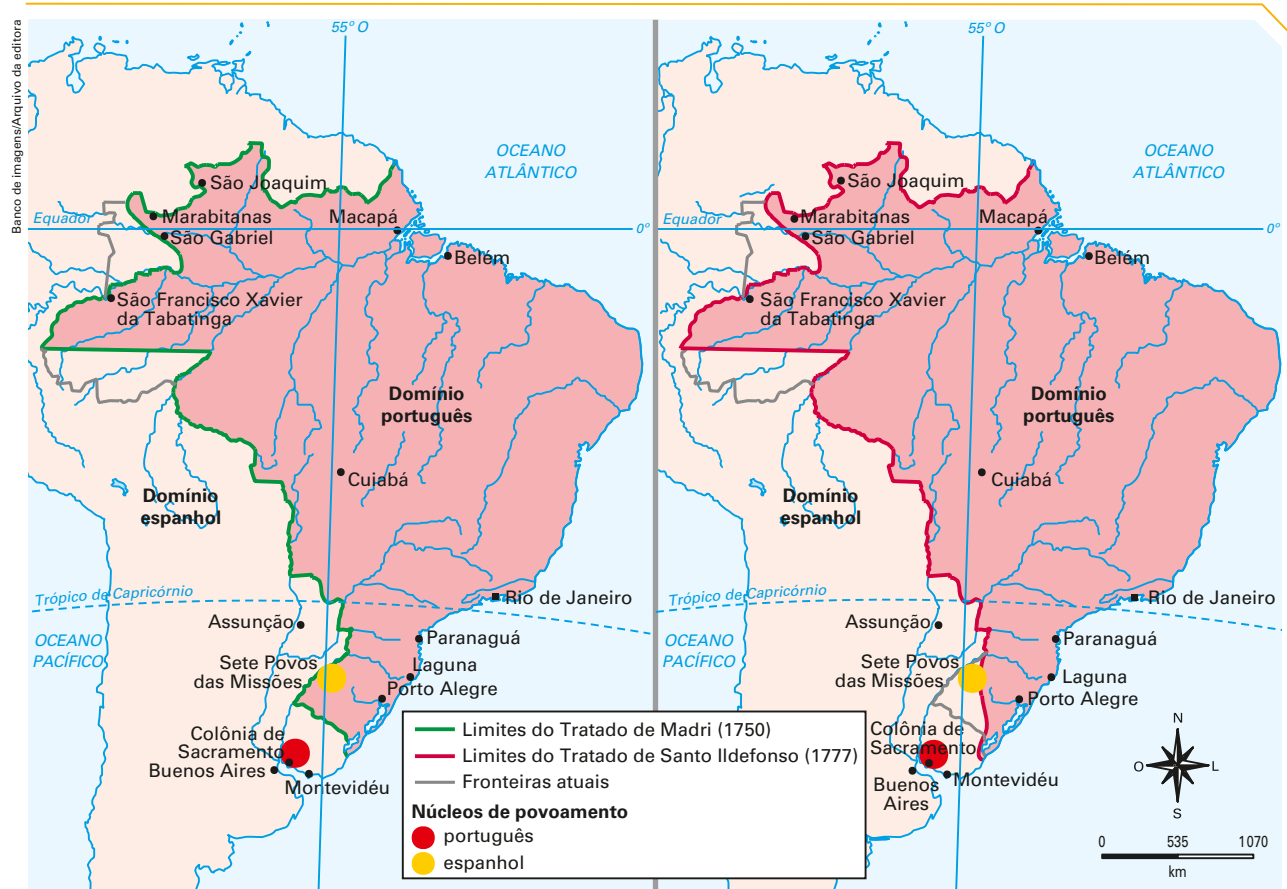 Banco de imagens/Arquivo da editora
55º O
OCEANO
ATLÂNTICO
São Joaquim
Equador
Marabitanas
Macapá
0º
São Gabriel
Belém
São Francisco Xavier
da Tabatinga
Domínio
português
Cuiabá
Domínio
espanhol
Trópico de Capricórnio
Rio de Janeiro
Assunção
OCEANO
PACÍFICO
Paranaguá
Sete Povos
das Missões
Laguna
Porto Alegre
Colônia de
Sacramento
Buenos Aires
Montevidéu
55º O
OCEANO
ATLÂNTICO
São Joaquim
Equador
Marabitanas
Macapá
0º
São Gabriel
Belém
São Francisco Xavier
da Tabatinga
Domínio
português
Cuiabá
Domínio
espanhol
Trópico de Capricórnio
Rio de Janeiro
Assunção
OCEANO
PACÍFICO
Paranaguá
Sete Povos
das Missões
Laguna
Porto Alegre
Colônia de
Sacramento
Buenos
Aires
Montevidéu
Limites do Tratado de Madri (1750)
Limites do Tratado de Santo Ildefonso (1777)
Fronteiras atuais
Núcleos de povoamento
português
espanhol
N
O
L
S
0 535 1070
km